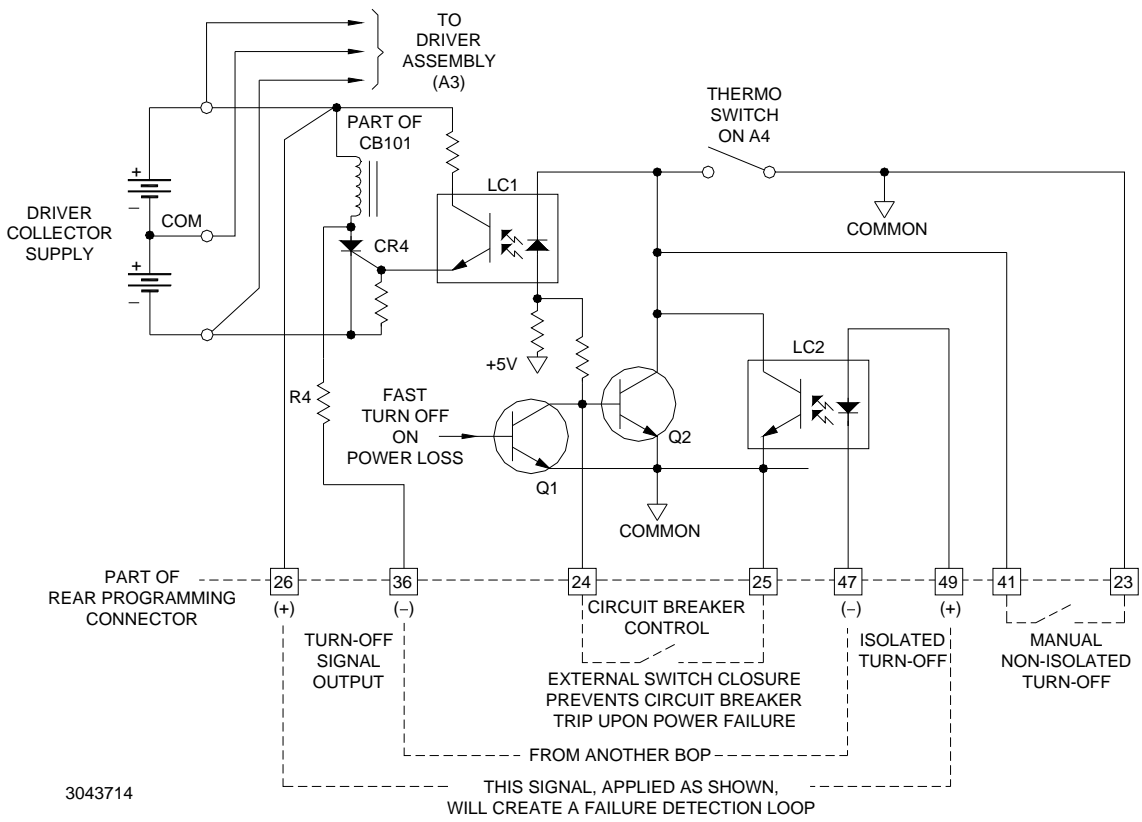 TO
DRIVER
ASSEMBLY
(A3)
THERMO
SWITCH
ON A4
PART OF
CB101
LC1
+
−
COM
DRIVER
COLLECTOR
SUPPLY
+
−
CR4
COMMON
+5V
LC2
R4
FAST
TURN OFF
ON
POWER LOSS
Q2
Q1
COMMON
PART OF
REAR PROGRAMMING
CONNECTOR
26
36
24
25
47
49
41
23
(+)
(−)
(−)
(+)
TURN-OFF
SIGNAL
OUTPUT
CIRCUIT BREAKER
CONTROL
ISOLATED
TURN-OFF
MANUAL
NON-ISOLATED
TURN-OFF
EXTERNAL SWITCH CLOSURE
PREVENTS CIRCUIT BREAKER
TRIP UPON POWER FAILURE
FROM ANOTHER BOP
THIS SIGNAL, APPLIED AS SHOWN,
WILL CREATE A FAILURE DETECTION LOOP
3043714